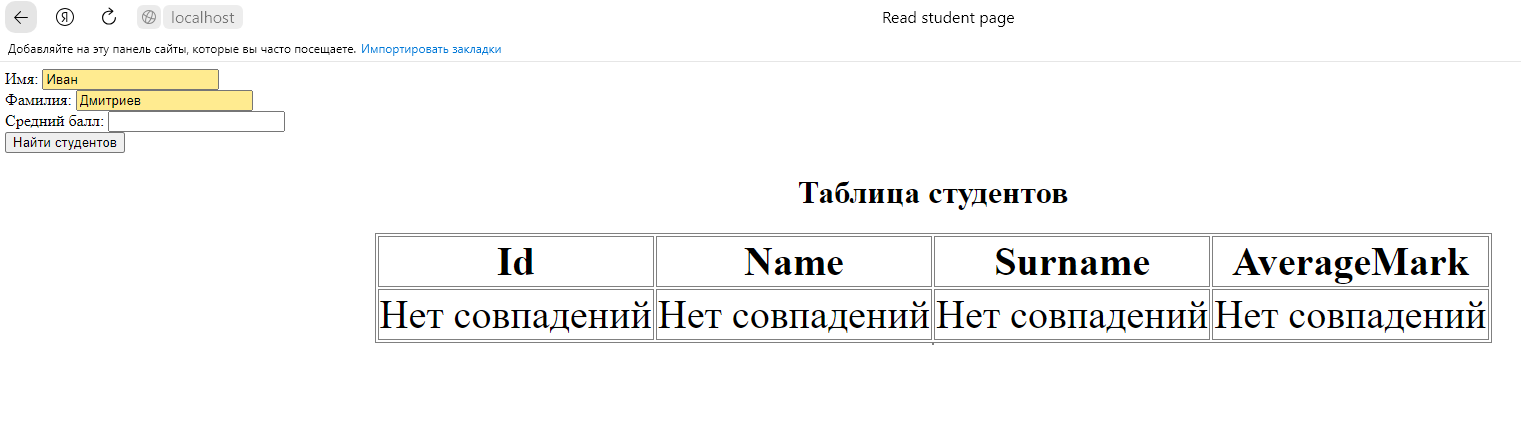 Я localhost Read student page
Добавляйте на эту панель сайты, которые вы часто посещаете. Импортировать закладки
Имя: Иван
Фамилия: Дмитриев
Средний балл:
Найти студентов
Таблица студентов
Id Name Surname AverageMark
Нет совпадений Нет совпадений Нет совпадений Нет совпадений